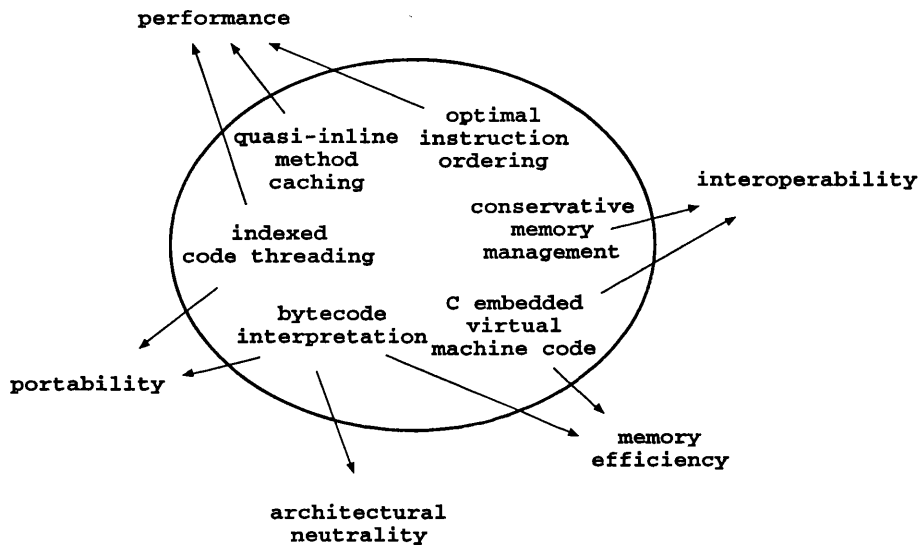 performance
optimal
instruction
ordering
quasi-inline
method
caching
interoperability
conservative
memory
management
indexed
code threading
C embedded
virtual
machine code
bytecode
interpretation
portability
memory
efficiency
architectural
neutrality